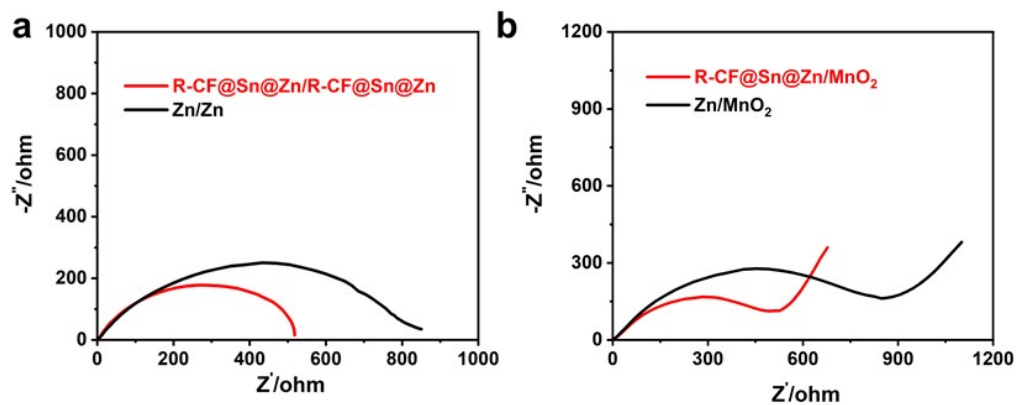 a
1000
800
600
400
200
0
-Z''/ohm
R-CF@Sn@Zn/R-CF@Sn@Zn
Zn/Zn
0 200 400 600 800 1000
Z'/ohm
b
1200
900
600
300
0
-Z''/ohm
R-CF@Sn@Zn/MnO₂
Zn/MnO₂
0 300 600 900 1200
Z'/ohm